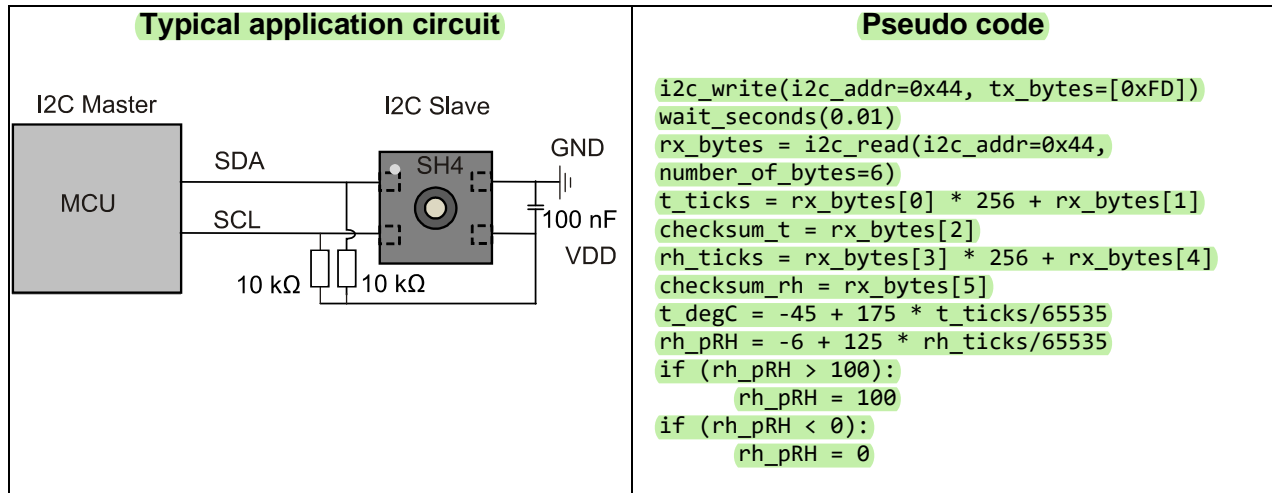 Typical application circuit
I2C Master
I2C Slave
GND
SDA
SH4
MCU
SCL
100 nF
VDD
10 kΩ
10 kΩ
Pseudo code
i2c_write(i2c_addr=0x44, tx_bytes=[0xFD])
wait_seconds(0.01)
rx_bytes = i2c_read(i2c_addr=0x44,
number_of_bytes=6)
t_ticks = rx_bytes[0] * 256 + rx_bytes[1]
checksum_t = rx_bytes[2]
rh_ticks = rx_bytes[3] * 256 + rx_bytes[4]
checksum_rh = rx_bytes[5]
t_degC = -45 + 175 * t_ticks/65535
rh_pRH = -6 + 125 * rh_ticks/65535
if (rh_pRH > 100):
rh_pRH = 100
if (rh_pRH < 0):
rh_pRH = 0